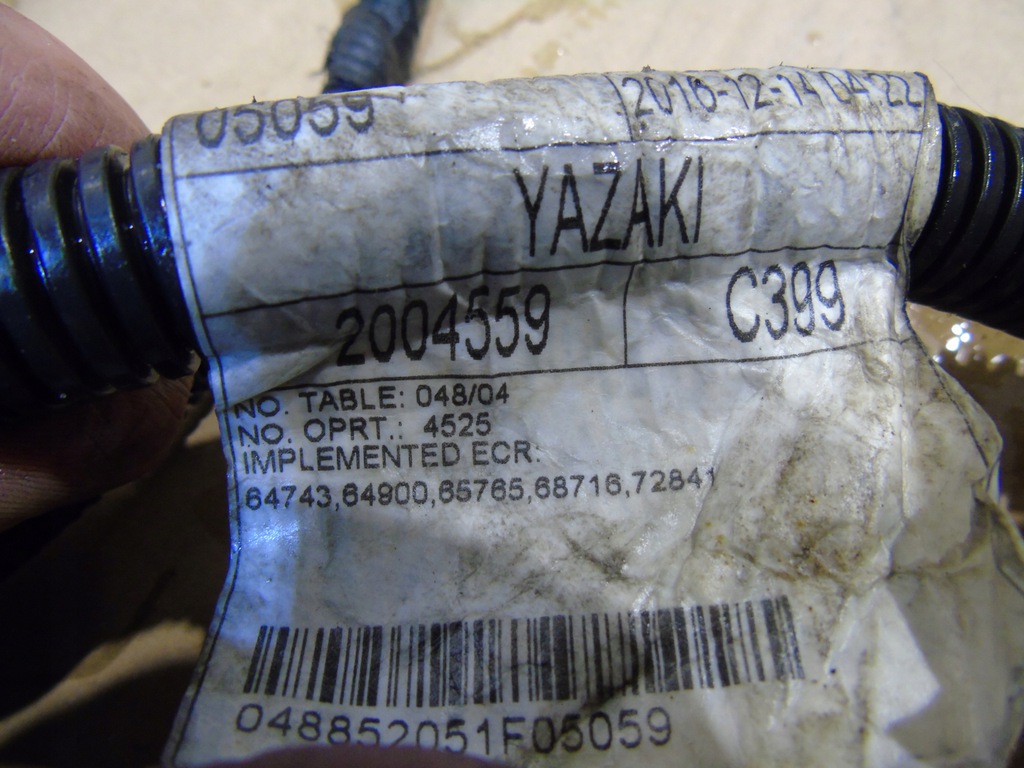 05059 2016-12-14 04:22
YAZAKI
2004559 C399
NO. TABLE: 048/04
NO. OPRT.: 4525
IMPLEMENTED ECR:
64743,64900,65765,68716,72841
048852051F05059